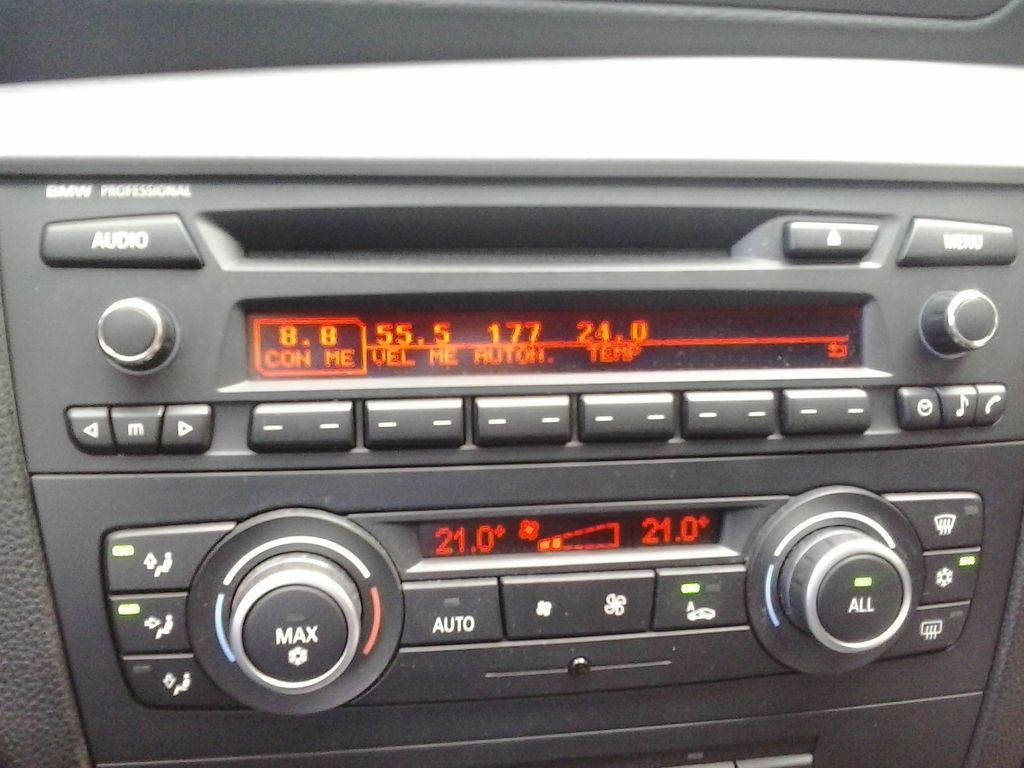 BMW PROFESSIONAL
AUDIO
MENU
8.8 55.5 177 24.0
CON ME VEL ME AUTON. TEMP
m
21.0° 21.0°
MAX
AUTO
A
ALL